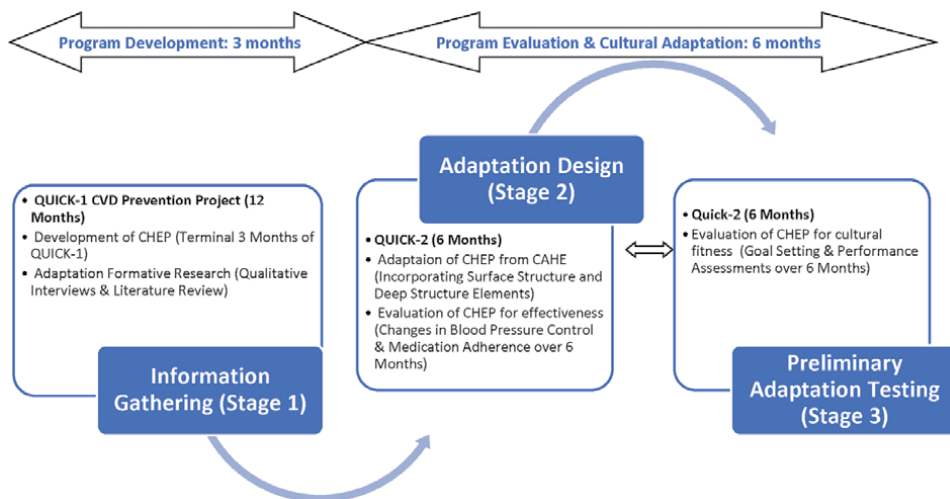 Program Development: 3 months
Program Evaluation & Cultural Adaptation: 6 months
• QUICK-1 CVD Prevention Project (12
Months)
• Development of CHEP (Terminal 3 Months of
QUICK-1)
• Adaptation Formative Research (Qualitative
Interviews & Literature Review)
Information
Gathering (Stage 1)
Adaptation Design
(Stage 2)
• QUICK-2 (6 Months)
• Adaptaion of CHEP from CAHE
(Incorporating Surface Structure and
Deep Structure Elements)
• Evaluation of CHEP for effectiveness
(Changes in Blood Pressure Control
& Medication Adherence over 6
Months)
• Quick-2 (6 Months)
• Evaluation of CHEP for cultural
fitness (Goal Setting & Performance
Assessments over 6 Months)
Preliminary
Adaptation Testing
(Stage 3)